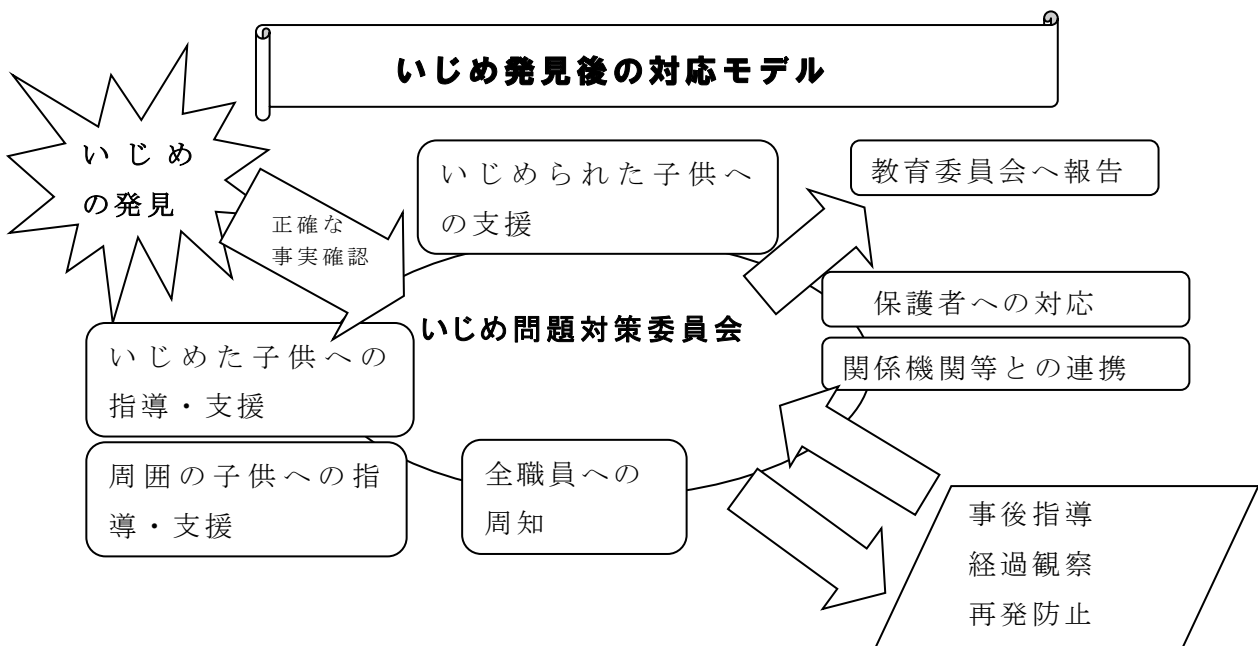 いじめ発見後の対応モデル
いじめ
の発見
正確な
事実確認
いじめられた子供へ
の支援
教育委員会へ報告
保護者への対応
いじめ問題対策委員会
関係機関等との連携
いじめた子供への
指導・支援
周囲の子供への指
導・支援
全職員への
周知
事後指導
経過観察
再発防止